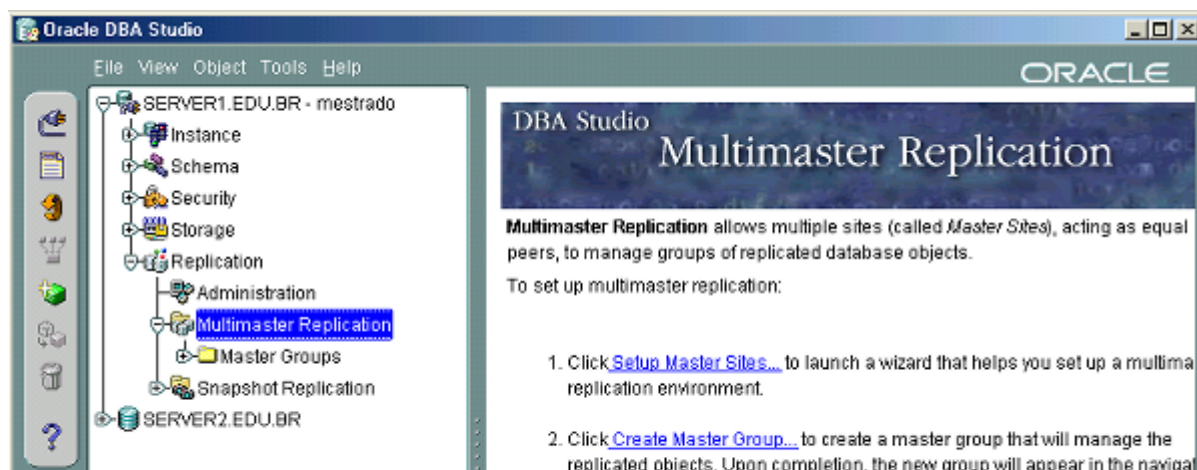 Oracle DBA Studio
File View Object Tools Help
ORACLE
SERVER1.EDU.BR - mestrado
Instance
Schema
Security
Storage
Replication
Administration
Multimaster Replication
Master Groups
Snapshot Replication
SERVER2.EDU.BR
DBA Studio
Multimaster Replication
Multimaster Replication allows multiple sites (called Master Sites), acting as equal
peers, to manage groups of replicated database objects.
To set up multimaster replication:
1. Click Setup Master Sites... to launch a wizard that helps you set up a multima
replication environment.
2. Click Create Master Group... to create a master group that will manage the
replicated objects. Upon completion, the new group will appear in the navigat